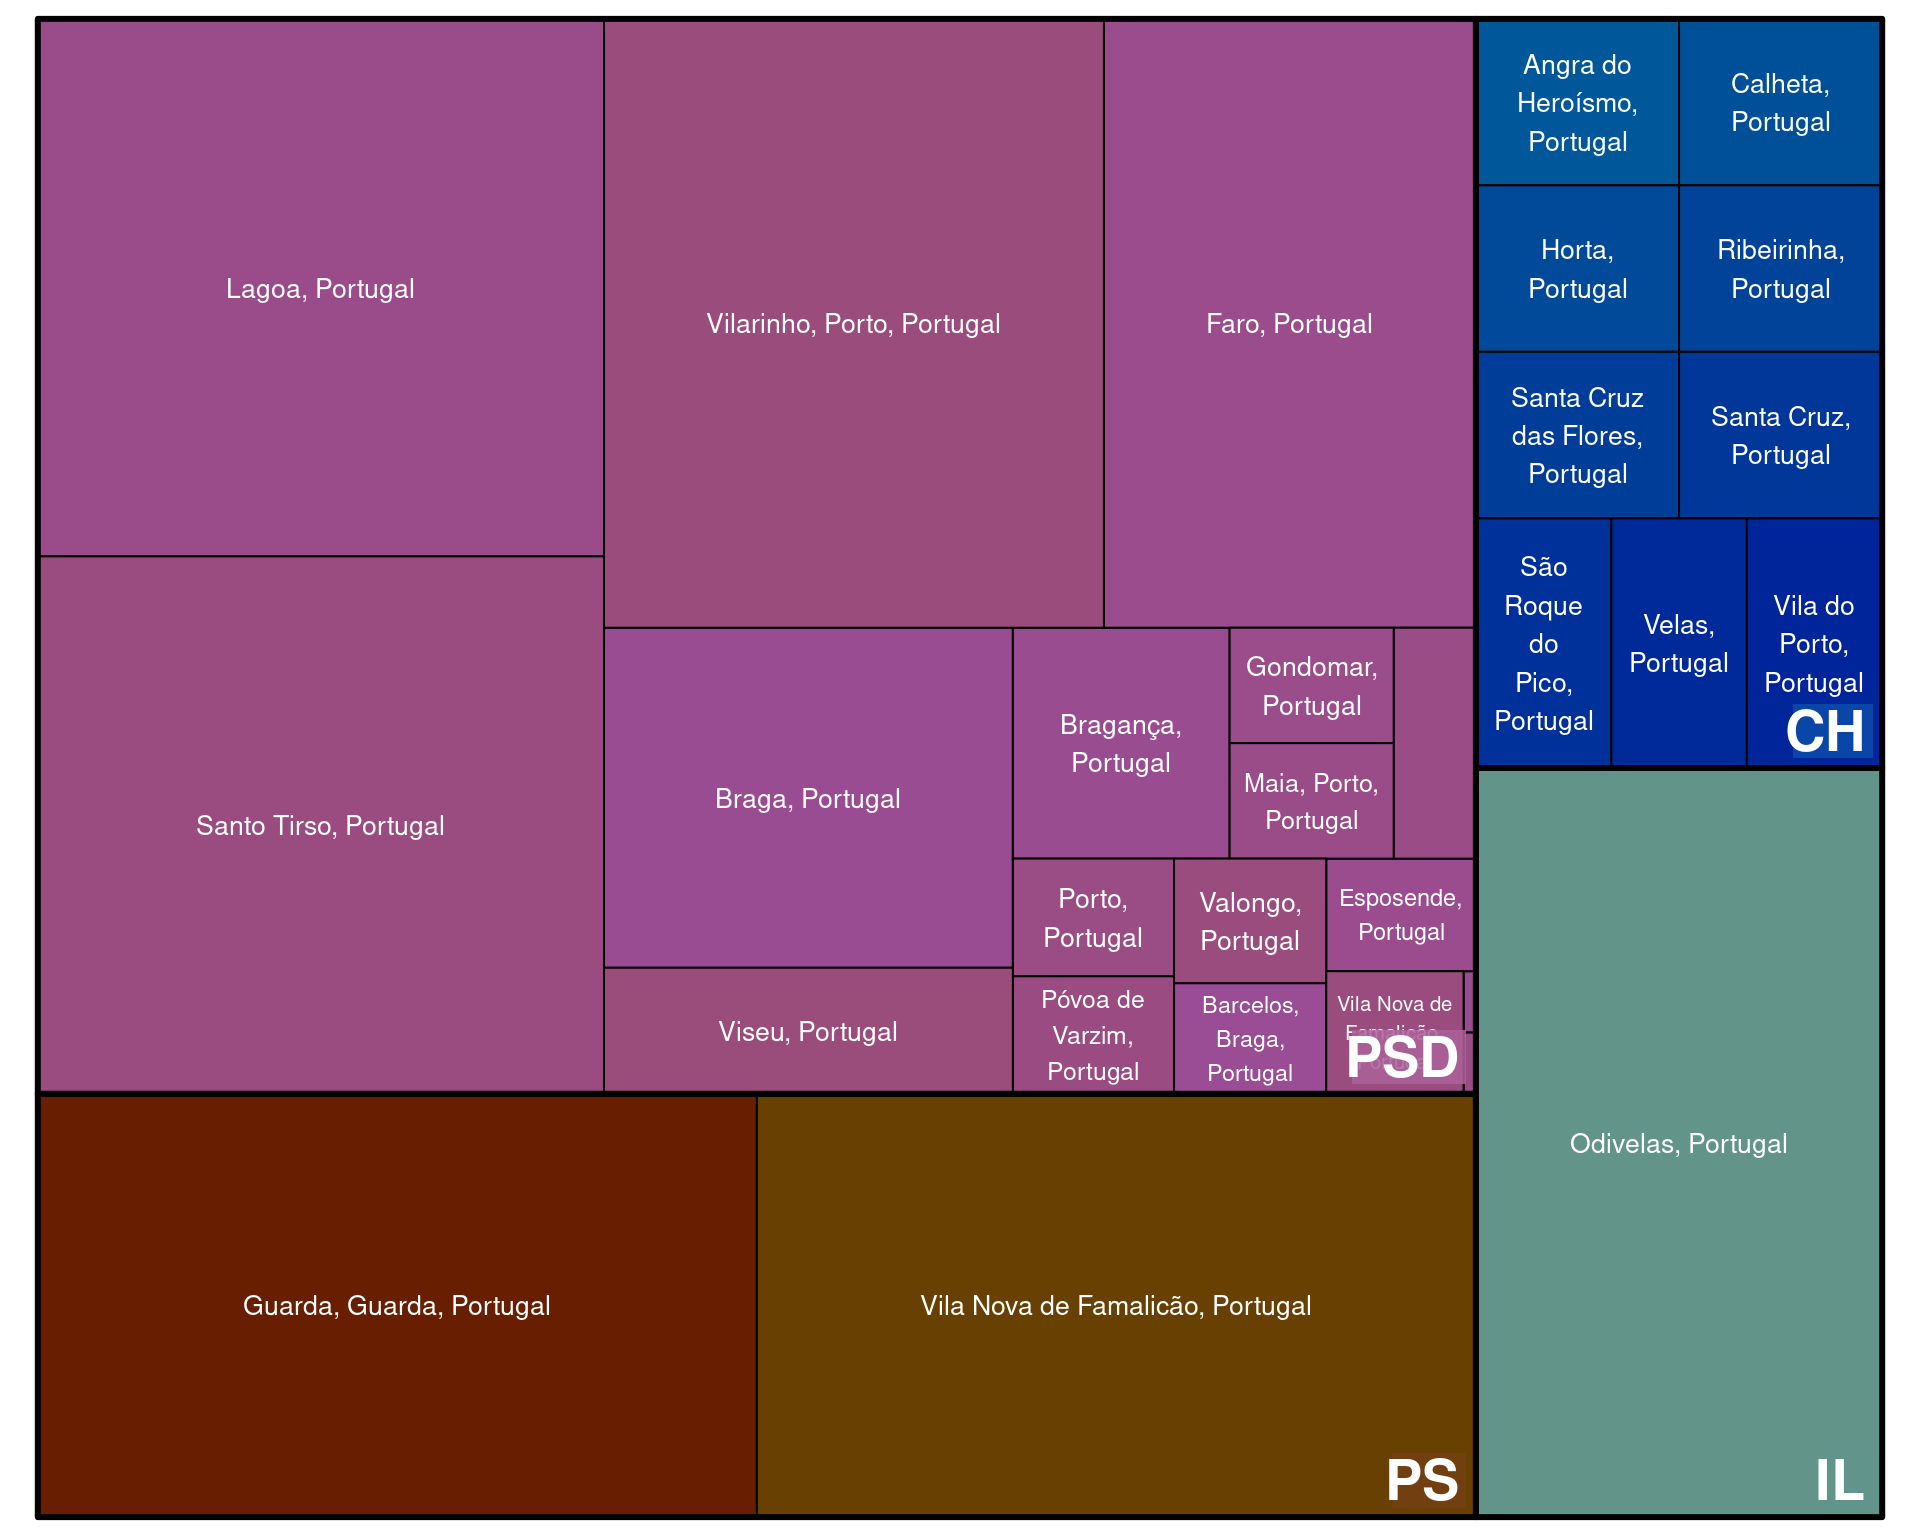 Lagoa, Portugal
Vilarinho, Porto, Portugal
Faro, Portugal
Santo Tirso, Portugal
Braga, Portugal
Viseu, Portugal
Bragança,
Portugal
Gondomar,
Portugal
Maia, Porto,
Portugal
Porto,
Portugal
Póvoa de
Varzim,
Portugal
Valongo,
Portugal
Barcelos,
Braga,
Portugal
Esposende,
Portugal
Vila Nova de
PSD
Angra do
Heroísmo,
Portugal
Calheta,
Portugal
Horta,
Portugal
Ribeirinha,
Portugal
Santa Cruz
das Flores,
Portugal
Santa Cruz,
Portugal
São
Roque
do
Pico,
Portugal
Velas,
Portugal
Vila do
Porto,
Portugal
CH
Guarda, Guarda, Portugal
Vila Nova de Famalicão, Portugal
PS
Odivelas, Portugal
IL